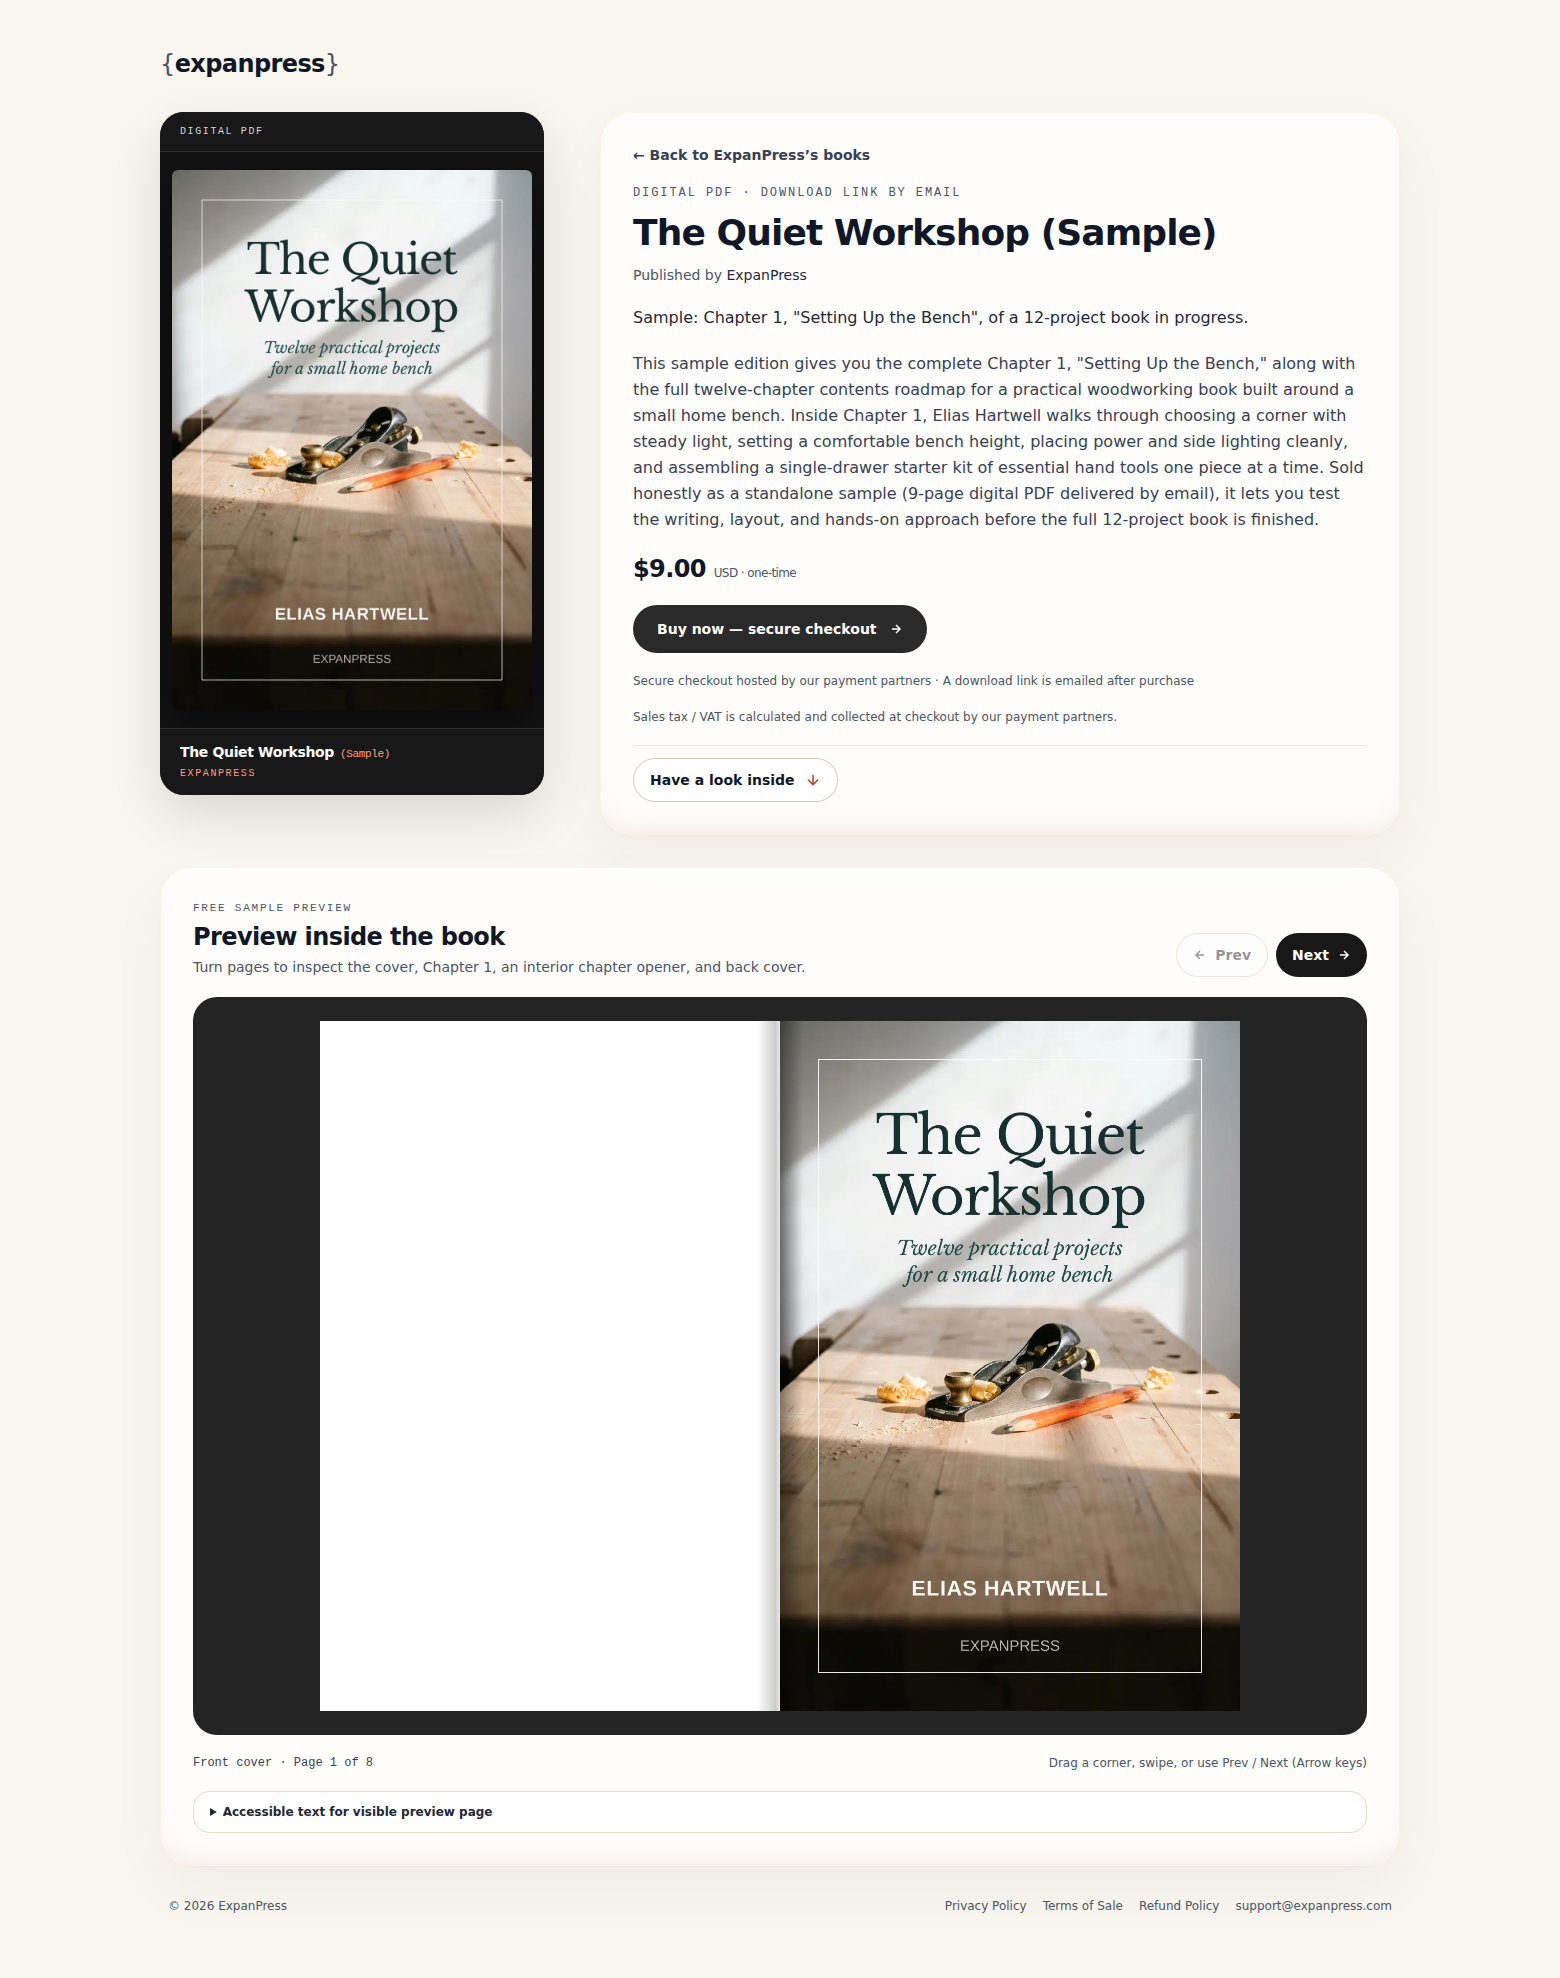 {expanpress}
DIGITAL PDF
The Quiet
Workshop
Twelve practical projects
for a small home bench
ELIAS HARTWELL
EXPANPRESS
The Quiet Workshop (Sample)
EXPANPRESS
← Back to ExpanPress’s books
DIGITAL PDF · DOWNLOAD LINK BY EMAIL
The Quiet Workshop (Sample)
Published by ExpanPress
Sample: Chapter 1, "Setting Up the Bench", of a 12-project book in progress.
This sample edition gives you the complete Chapter 1, "Setting Up the Bench," along with
the full twelve-chapter contents roadmap for a practical woodworking book built around a
small home bench. Inside Chapter 1, Elias Hartwell walks through choosing a corner with
steady light, setting a comfortable bench height, placing power and side lighting cleanly,
and assembling a single-drawer starter kit of essential hand tools one piece at a time. Sold
honestly as a standalone sample (9-page digital PDF delivered by email), it lets you test
the writing, layout, and hands-on approach before the full 12-project book is finished.
$9.00 USD · one-time
Buy now — secure checkout →
Secure checkout hosted by our payment partners · A download link is emailed after purchase
Sales tax / VAT is calculated and collected at checkout by our payment partners.
Have a look inside ↓
FREE SAMPLE PREVIEW
Preview inside the book
Turn pages to inspect the cover, Chapter 1, an interior chapter opener, and back cover.
← Prev
Next →
The Quiet
Workshop
Twelve practical projects
for a small home bench
ELIAS HARTWELL
EXPANPRESS
Front cover · Page 1 of 8
Drag a corner, swipe, or use Prev / Next (Arrow keys)
▶ Accessible text for visible preview page
© 2026 ExpanPress
Privacy Policy Terms of Sale Refund Policy support@expanpress.com